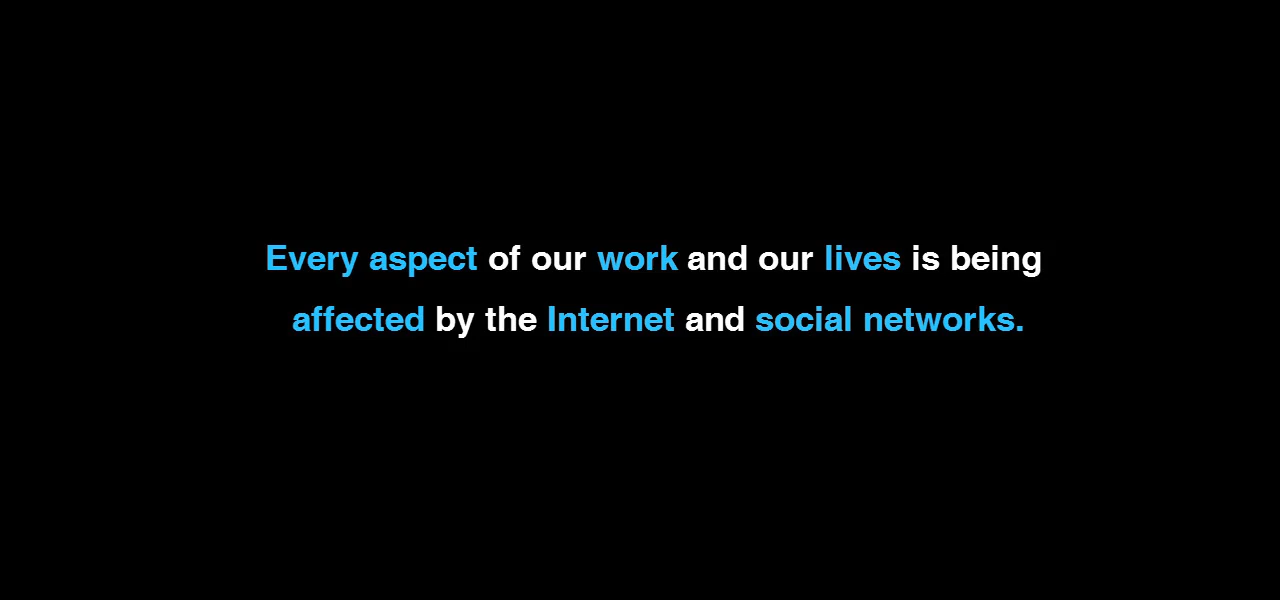 Every aspect of our work and our lives is being
affected by the Internet and social networks.